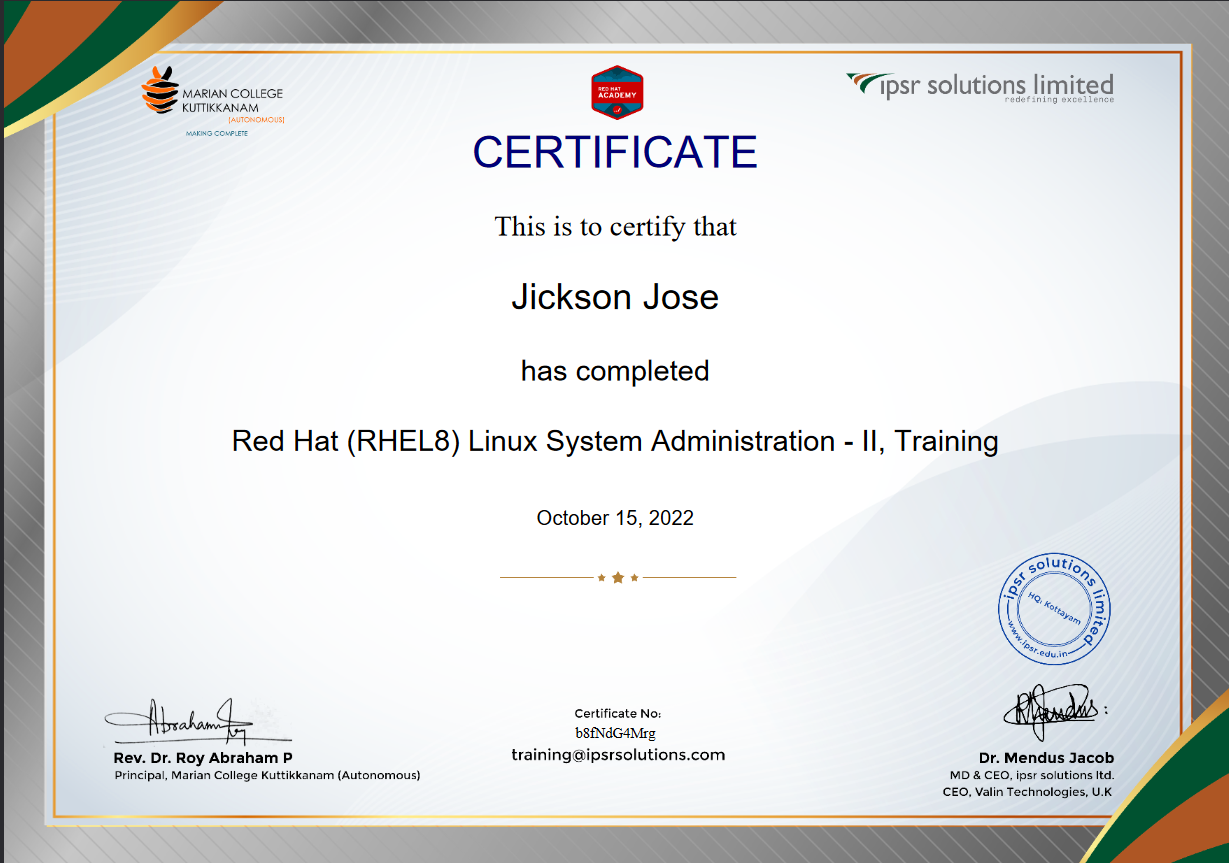 MARIAN COLLEGE
KUTTIKKANAM
(AUTONOMOUS)
MAKING COMPLETE
RED HAT
ACADEMY
ipsr solutions limited
redefining excellence
CERTIFICATE
This is to certify that
Jickson Jose
has completed
Red Hat (RHEL8) Linux System Administration - II, Training
October 15, 2022
ipsr solutions limited
HQ: Kottayam
www.ipsr.edu.in
Rev. Dr. Roy Abraham P
Principal, Marian College Kuttikkanam (Autonomous)
Certificate No:
b8fNdG4Mrg
training@ipsrsolutions.com
Dr. Mendus Jacob
MD & CEO, ipsr solutions ltd.
CEO, Valin Technologies, U.K